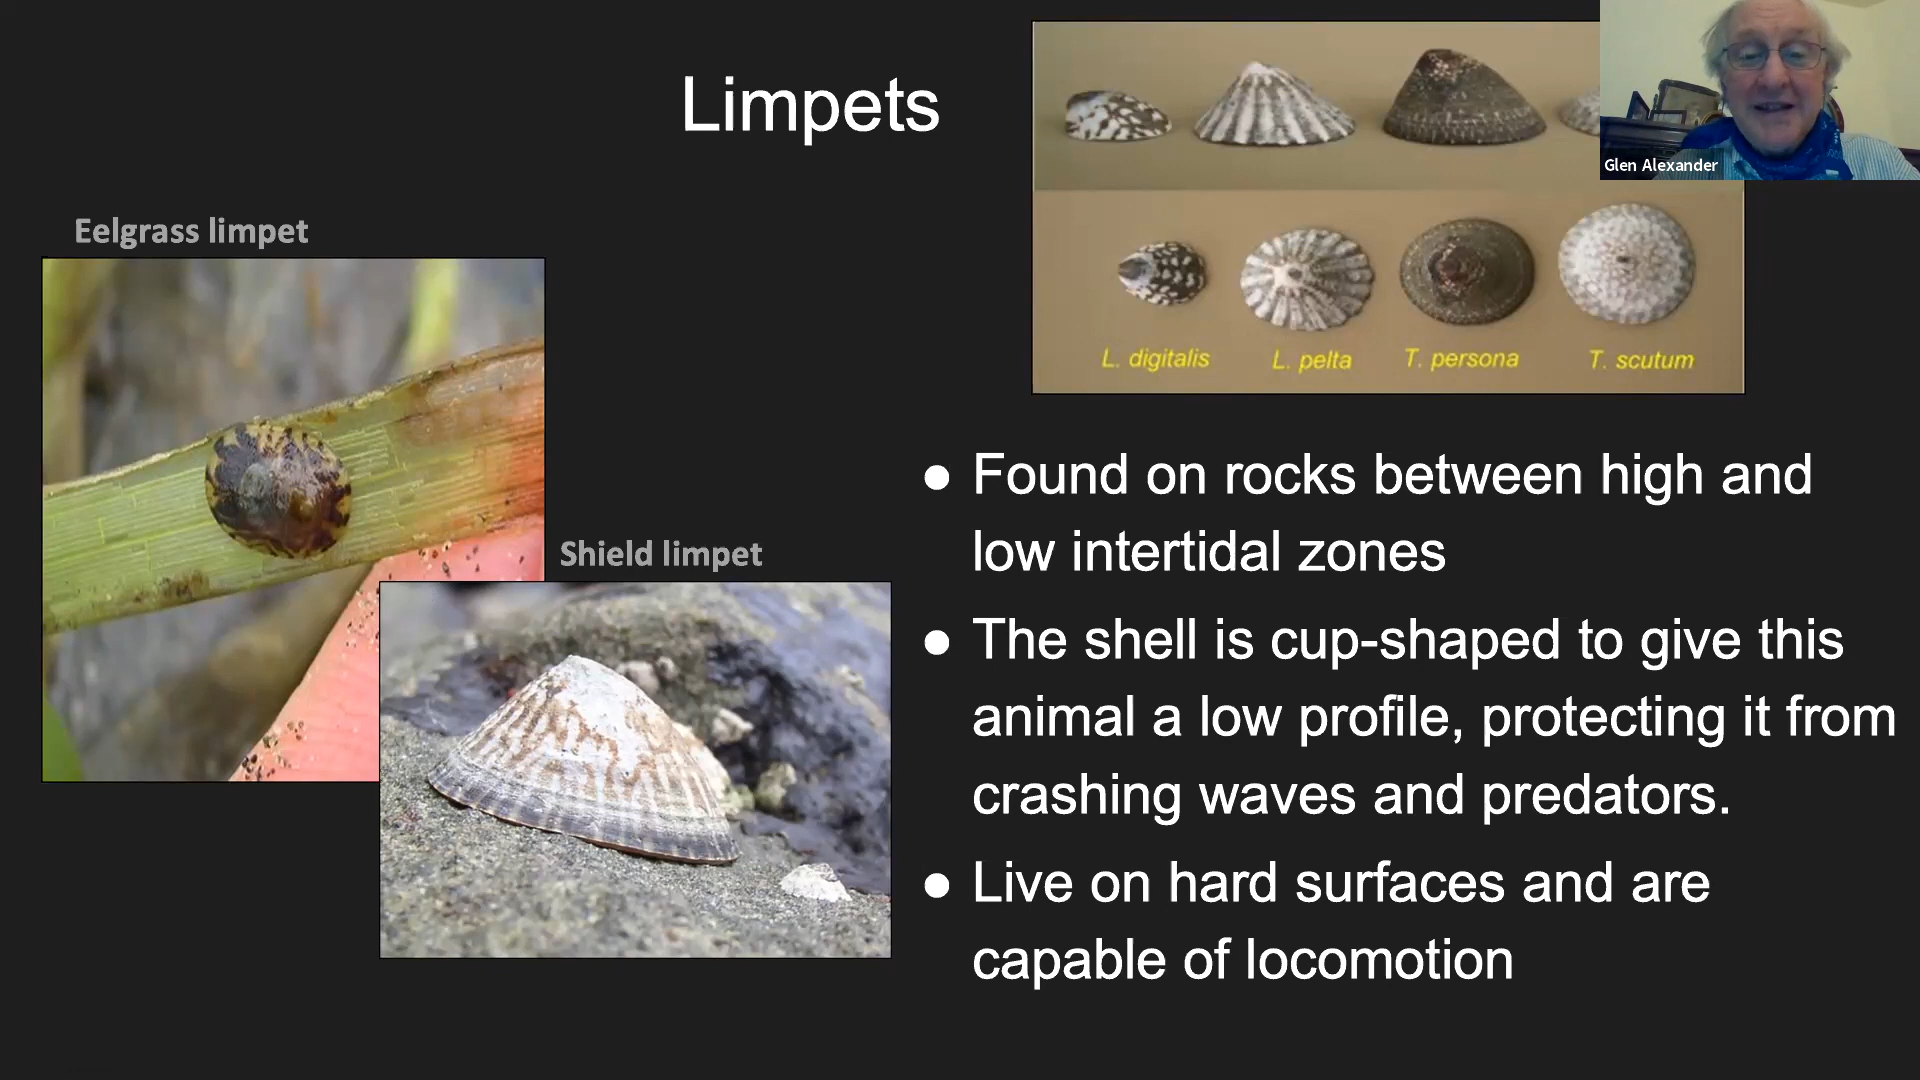 Limpets
Glen Alexander
Eelgrass limpet
L. digitalis
L. pelta
T. persona
T. scutum
Shield limpet
● Found on rocks between high and
low intertidal zones
● The shell is cup-shaped to give this
animal a low profile, protecting it from
crashing waves and predators.
● Live on hard surfaces and are
capable of locomotion